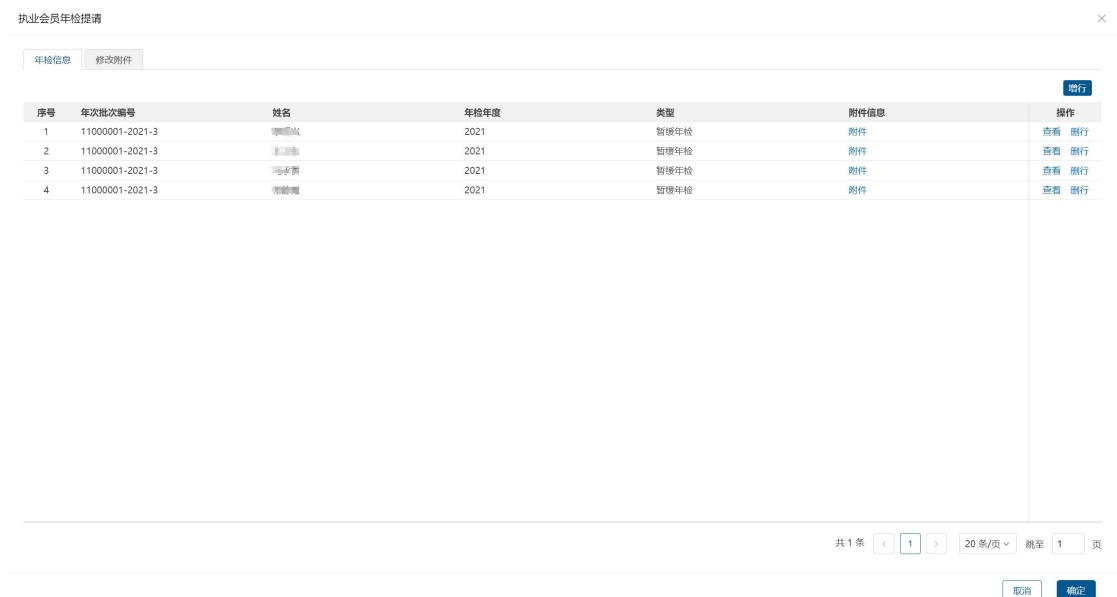 执业会员年检提请
年检信息 修改附件
增行
序号 年次批次编号 姓名 年检年度 类型 附件信息 操作
1 11000001-2021-3 2021 暂缓年检 附件 查看 删行
2 11000001-2021-3 2021 暂缓年检 附件 查看 删行
3 11000001-2021-3 2021 暂缓年检 附件 查看 删行
4 11000001-2021-3 2021 暂缓年检 附件 查看 删行
共 1 条 < 1 > 20 条/页 跳至 1 页
取消 确定